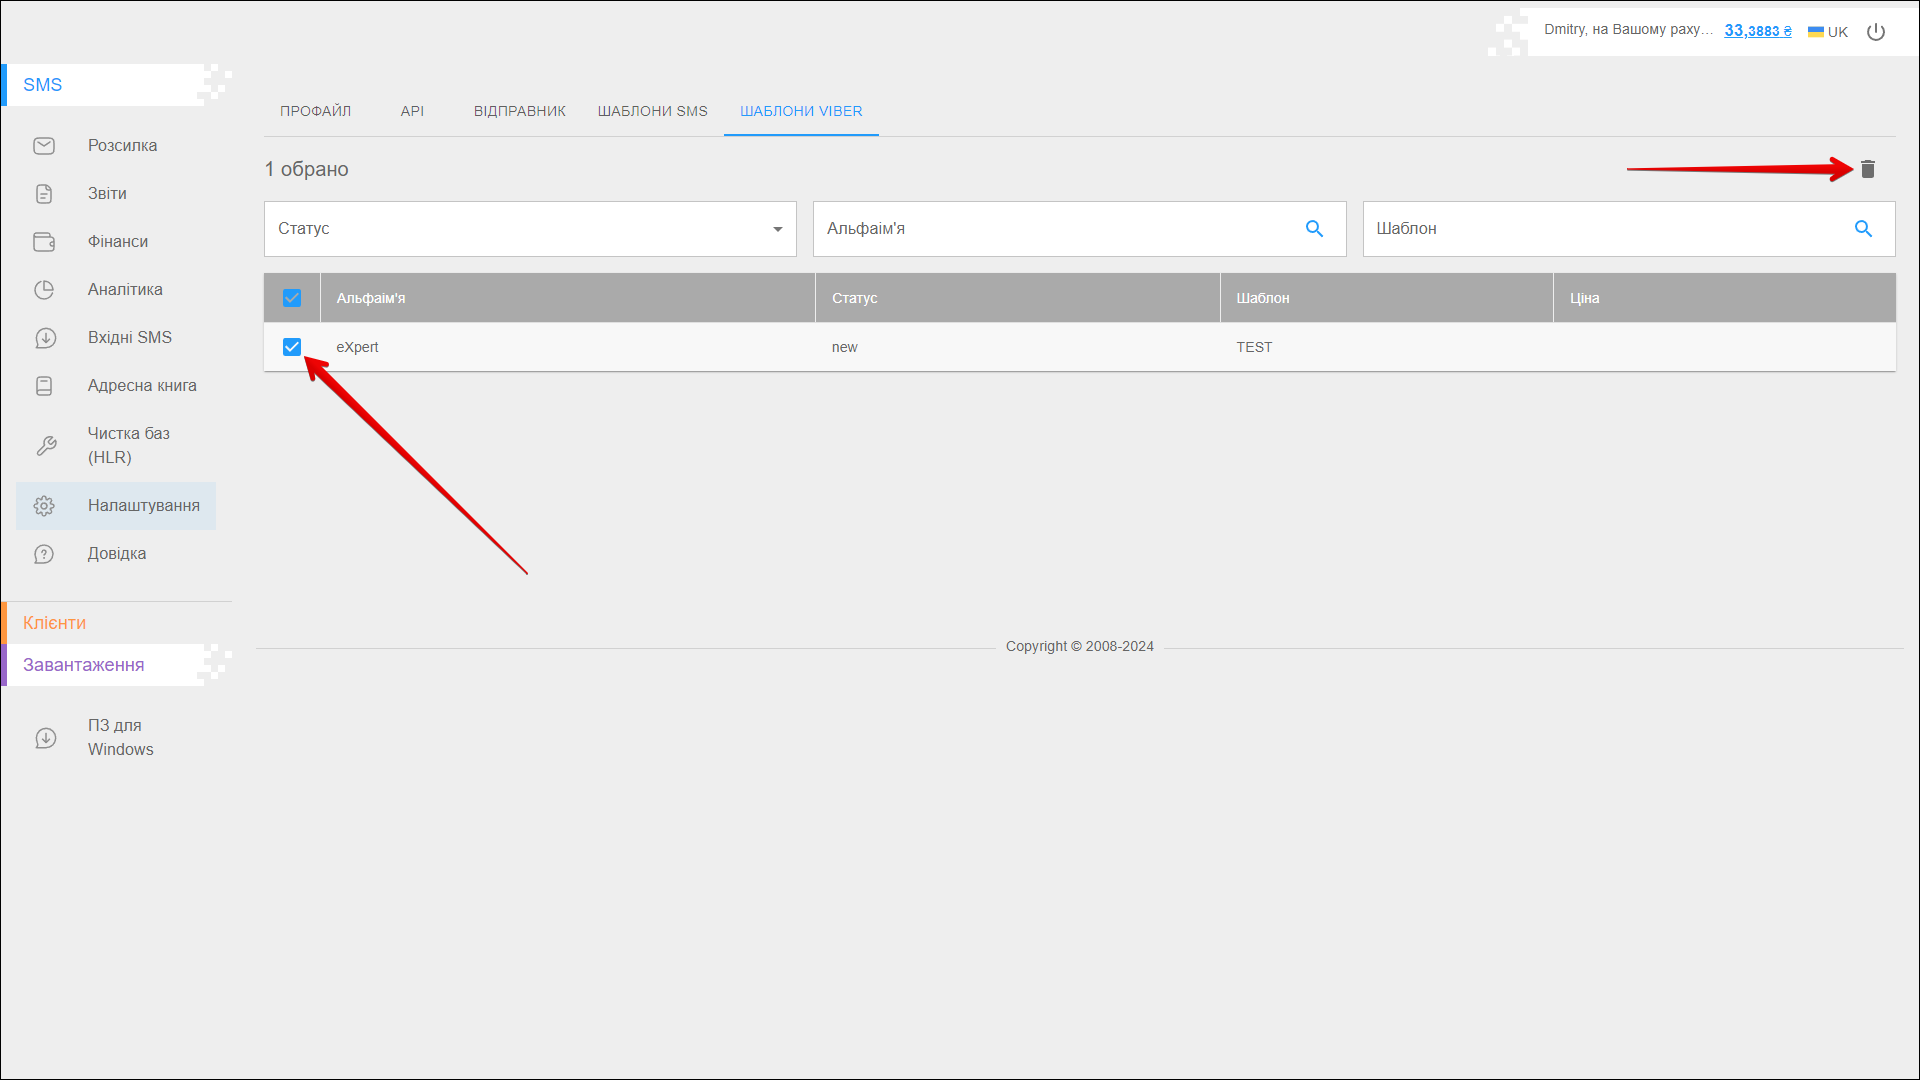 Dmitry, на Вашому раху... 33,3883 ₴ UK
SMS
Розсилка
Звіти
Фінанси
Аналітика
Вхідні SMS
Адресна книга
Чистка баз
(HLR)
Налаштування
Довідка
Клієнти
Завантаження
ПЗ для
Windows
ПРОФАЙЛ API ВІДПРАВНИК ШАБЛОНИ SMS ШАБЛОНИ VIBER
1 обрано
Статус Альфаім'я Шаблон
Альфаім'я Статус Шаблон Ціна
eXpert new TEST
Copyright © 2008-2024